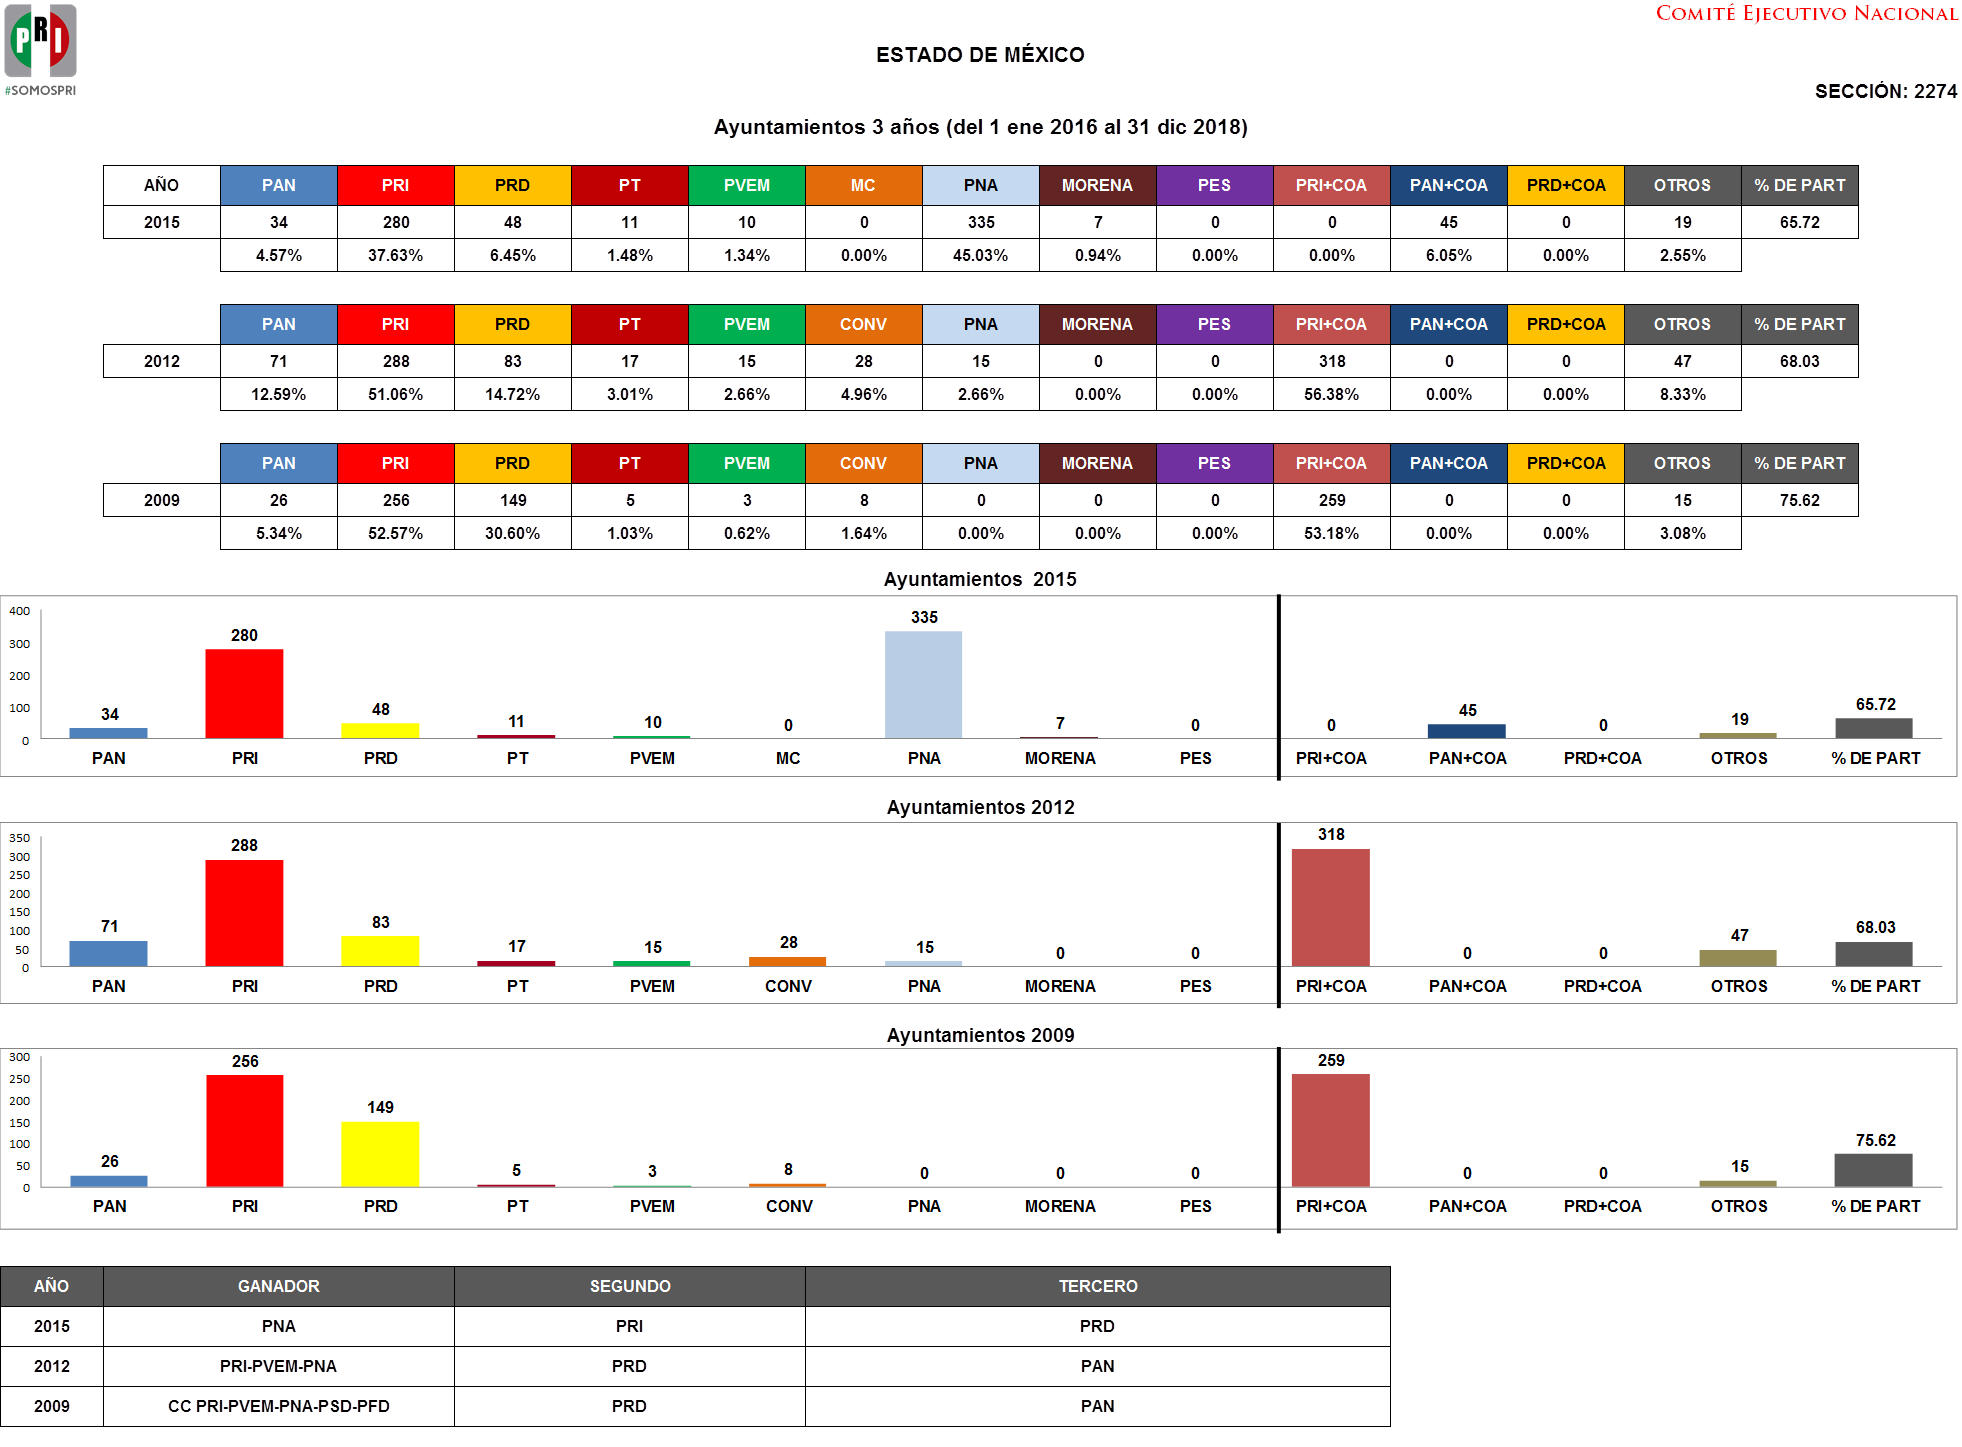 PRI
#SOMOSPRI
COMITÉ EJECUTIVO NACIONAL
ESTADO DE MÉXICO
SECCIÓN: 2274
Ayuntamientos 3 años (del 1 ene 2016 al 31 dic 2018)
AÑO PAN PRI PRD PT PVEM MC PNA MORENA PES PRI+COA PAN+COA PRD+COA OTROS % DE PART
2015 34 280 48 11 10 0 335 7 0 0 45 0 19 65.72
4.57% 37.63% 6.45% 1.48% 1.34% 0.00% 45.03% 0.94% 0.00% 0.00% 6.05% 0.00% 2.55%
PAN PRI PRD PT PVEM CONV PNA MORENA PES PRI+COA PAN+COA PRD+COA OTROS % DE PART
2012 71 288 83 17 15 28 15 0 0 318 0 0 47 68.03
12.59% 51.06% 14.72% 3.01% 2.66% 4.96% 2.66% 0.00% 0.00% 56.38% 0.00% 0.00% 8.33%
PAN PRI PRD PT PVEM CONV PNA MORENA PES PRI+COA PAN+COA PRD+COA OTROS % DE PART
2009 26 256 149 5 3 8 0 0 0 259 0 0 15 75.62
5.34% 52.57% 30.60% 1.03% 0.62% 1.64% 0.00% 0.00% 0.00% 53.18% 0.00% 0.00% 3.08%
Ayuntamientos 2015
400
300
200
100
0
34 280 48 11 10 0 335 7 0 0 45 0 19 65.72
PAN PRI PRD PT PVEM MC PNA MORENA PES PRI+COA PAN+COA PRD+COA OTROS % DE PART
Ayuntamientos 2012
350
300
250
200
150
100
50
0
71 288 83 17 15 28 15 0 0 318 0 0 47 68.03
PAN PRI PRD PT PVEM CONV PNA MORENA PES PRI+COA PAN+COA PRD+COA OTROS % DE PART
Ayuntamientos 2009
300
250
200
150
100
50
0
26 256 149 5 3 8 0 0 0 259 0 0 15 75.62
PAN PRI PRD PT PVEM CONV PNA MORENA PES PRI+COA PAN+COA PRD+COA OTROS % DE PART
AÑO GANADOR SEGUNDO TERCERO
2015 PNA PRI PRD
2012 PRI-PVEM-PNA PRD PAN
2009 CC PRI-PVEM-PNA-PSD-PFD PRD PAN